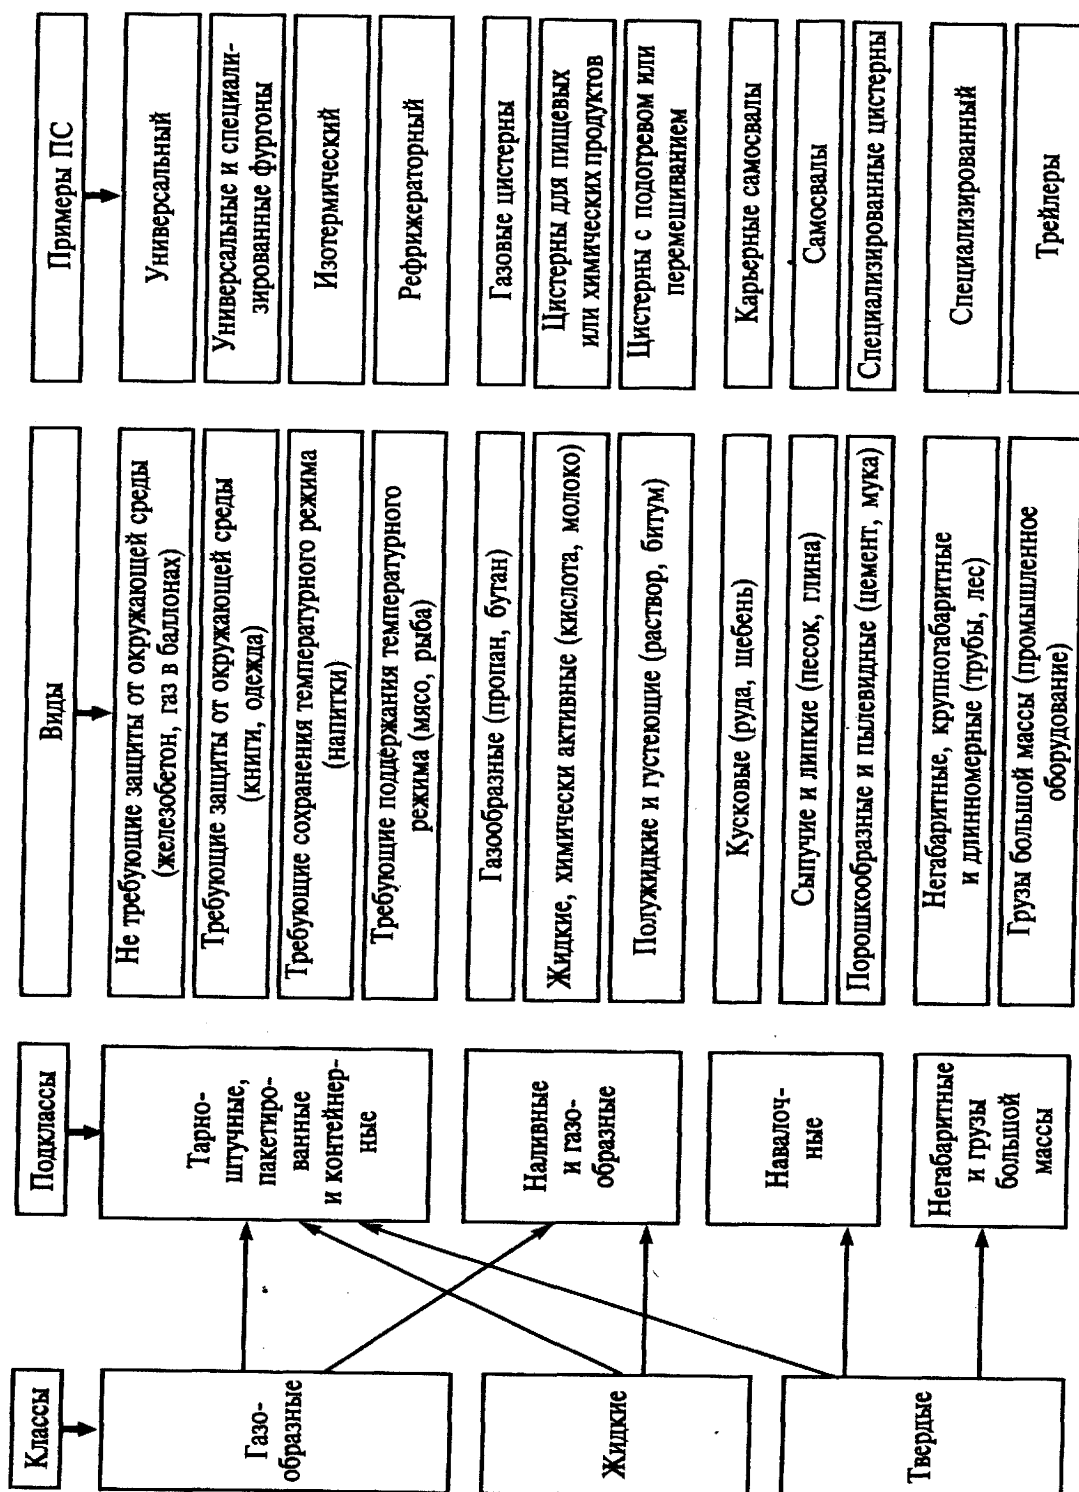 Классы
Подклассы
Виды
Примеры ПС
Газо-
образные
Жидкие
Твердые
Тарно-
штучные,
пакетиро-
ванные
и контейнер-
ные
Наливные
и газо-
образные
Навалоч-
ные
Негабаритные
и грузы
большой
массы
Не требующие защиты от окружающей среды
(железобетон, газ в баллонах)
Требующие защиты от окружающей среды
(книги, одежда)
Требующие сохранения температурного режима
(напитки)
Требующие поддержания температурного
режима (мясо, рыба)
Газообразные (пропан, бутан)
Жидкие, химически активные (кислота, молоко)
Полужидкие и густеющие (раствор, битум)
Кусковые (руда, щебень)
Сыпучие и липкие (песок, глина)
Порошкообразные и пылевидные (цемент, мука)
Негабаритные, крупногабаритные
и длинномерные (трубы, лес)
Грузы большой массы (промышленное
оборудование)
Универсальный
Универсальные и специали-
зированные фургоны
Изотермический
Рефрижераторный
Газовые цистерны
Цистерны для пищевых
или химических продуктов
Цистерны с подогревом или
перемешиванием
Карьерные самосвалы
Самосвалы
Специализированные цистерны
Специализированный
Трейлеры